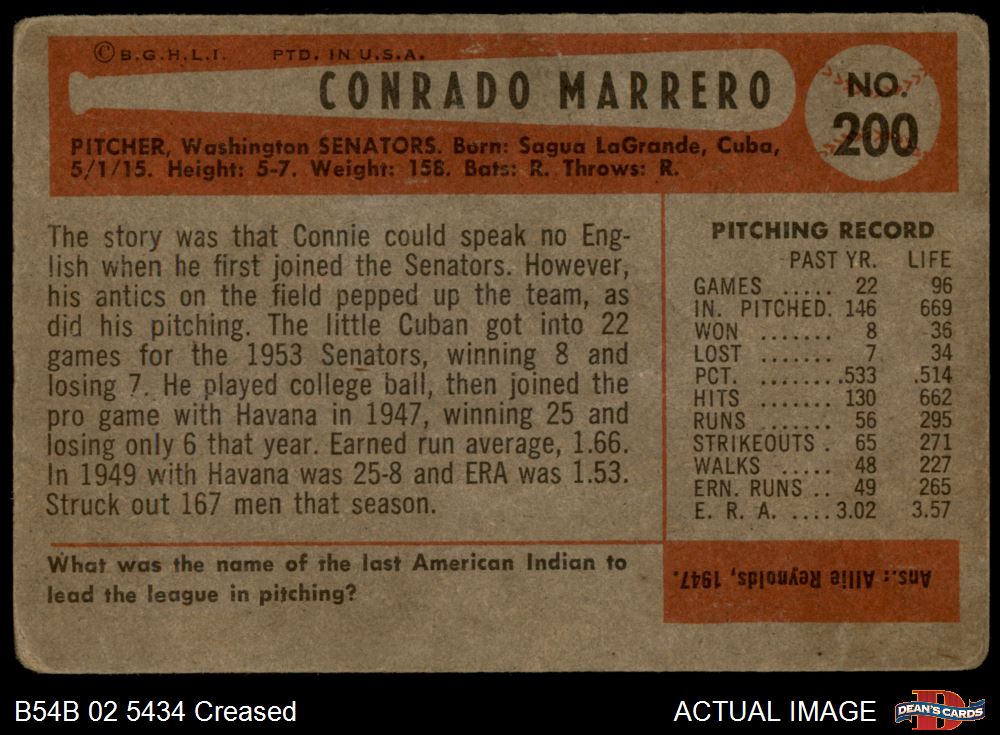 © B.G.H.L.I. PTD. IN U.S.A.
CONRADO MARRERO
NO. 200
PITCHER, Washington SENATORS. Born: Sagua LaGrande, Cuba,
5/1/15. Height: 5-7. Weight: 158. Bats: R. Throws: R.
The story was that Connie could speak no Eng-
lish when he first joined the Senators. However,
his antics on the field pepped up the team, as
did his pitching. The little Cuban got into 22
games for the 1953 Senators, winning 8 and
losing 7. He played college ball, then joined the
pro game with Havana in 1947, winning 25 and
losing only 6 that year. Earned run average, 1.66.
In 1949 with Havana was 25-8 and ERA was 1.53.
Struck out 167 men that season.
PITCHING RECORD
PAST YR. LIFE
GAMES ..... 22 96
IN. PITCHED. 146 669
WON ....... 8 36
LOST ....... 7 34
PCT. ........ .533 .514
HITS ....... 130 662
RUNS ....... 56 295
STRIKEOUTS . 65 271
WALKS ..... 48 227
ERN. RUNS .. 49 265
E. R. A. .... 3.02 3.57
What was the name of the last American Indian to
lead the league in pitching?
Ans.: Allie Reynolds, 1947.
B54B 02 5434 Creased
ACTUAL IMAGE
DEAN'S CARDS